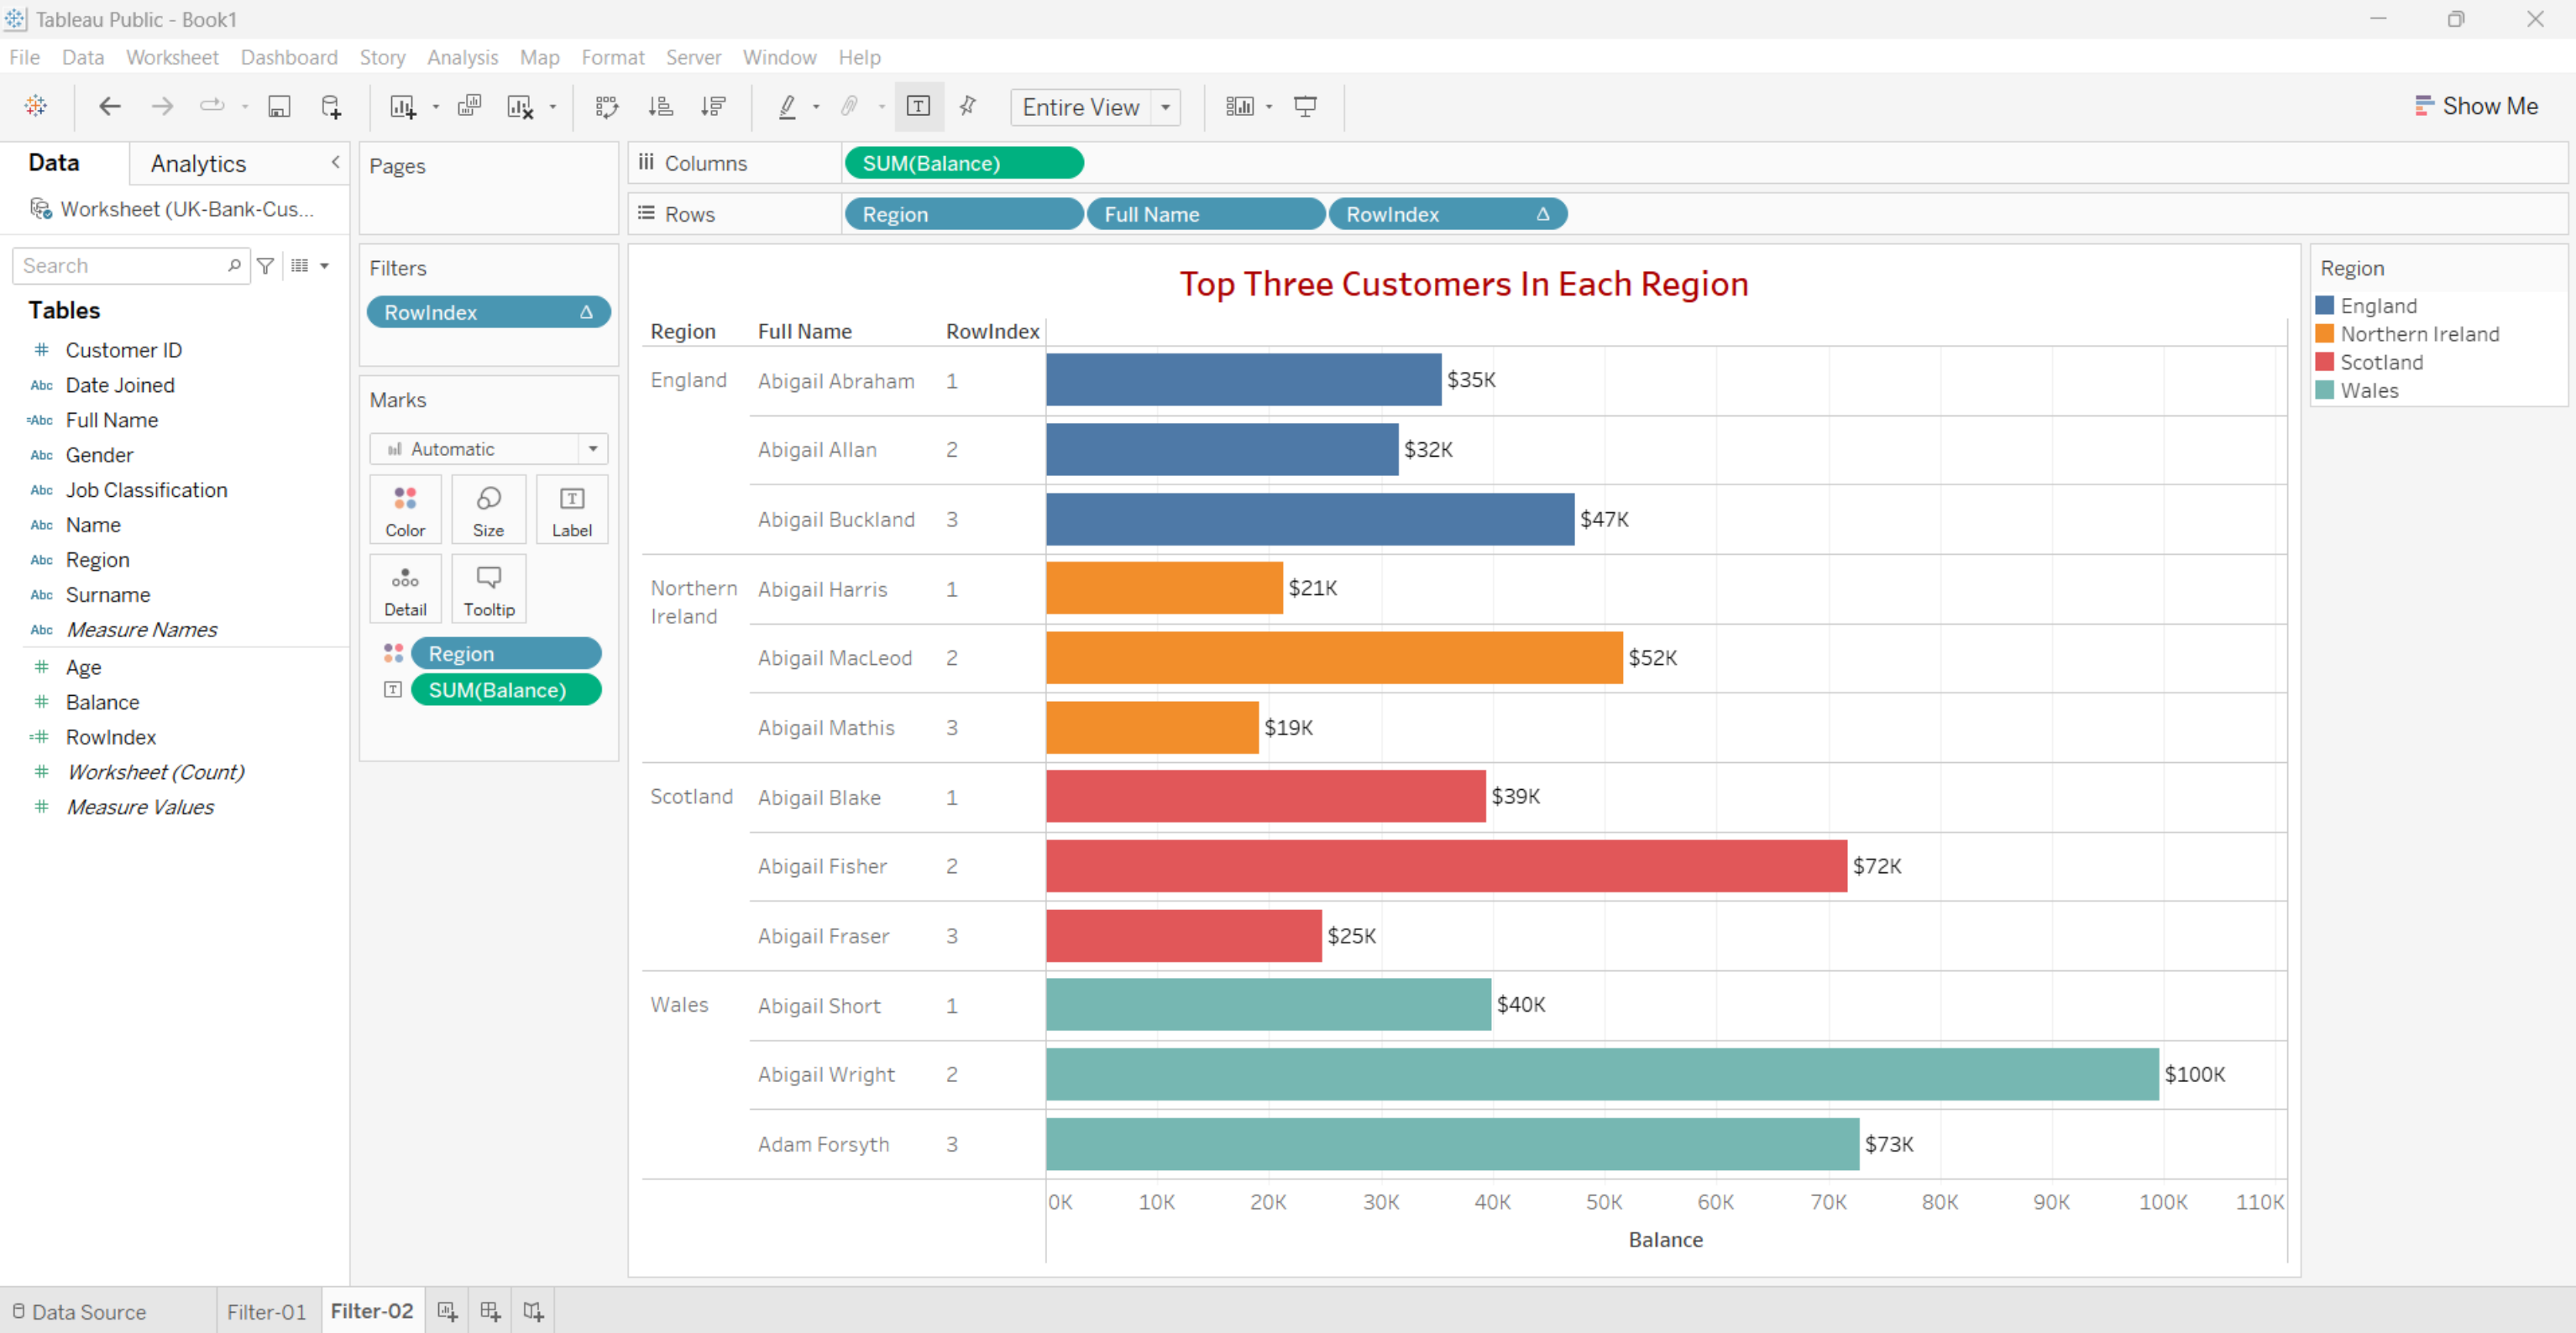 Tableau Public - Book1
File Data Worksheet Dashboard Story Analysis Map Format Server Window Help
Entire View
Show Me
Data Analytics
Worksheet (UK-Bank-Cus...
Search
Tables
Customer ID
Abc Date Joined
=Abc Full Name
Abc Gender
Abc Job Classification
Abc Name
Abc Region
Abc Surname
Abc Measure Names
# Age
# Balance
=# RowIndex
# Worksheet (Count)
# Measure Values
Pages
Filters
RowIndex Δ
Marks
Automatic
Color Size Label
Detail Tooltip
Region
SUM(Balance)
Columns SUM(Balance)
Rows Region Full Name RowIndex Δ
Top Three Customers In Each Region
Region Full Name RowIndex
England Abigail Abraham 1 $35K
Abigail Allan 2 $32K
Abigail Buckland 3 $47K
Northern Ireland Abigail Harris 1 $21K
Abigail MacLeod 2 $52K
Abigail Mathis 3 $19K
Scotland Abigail Blake 1 $39K
Abigail Fisher 2 $72K
Abigail Fraser 3 $25K
Wales Abigail Short 1 $40K
Abigail Wright 2 $100K
Adam Forsyth 3 $73K
0K 10K 20K 30K 40K 50K 60K 70K 80K 90K 100K 110K
Balance
Region
England
Northern Ireland
Scotland
Wales
Data Source Filter-01 Filter-02